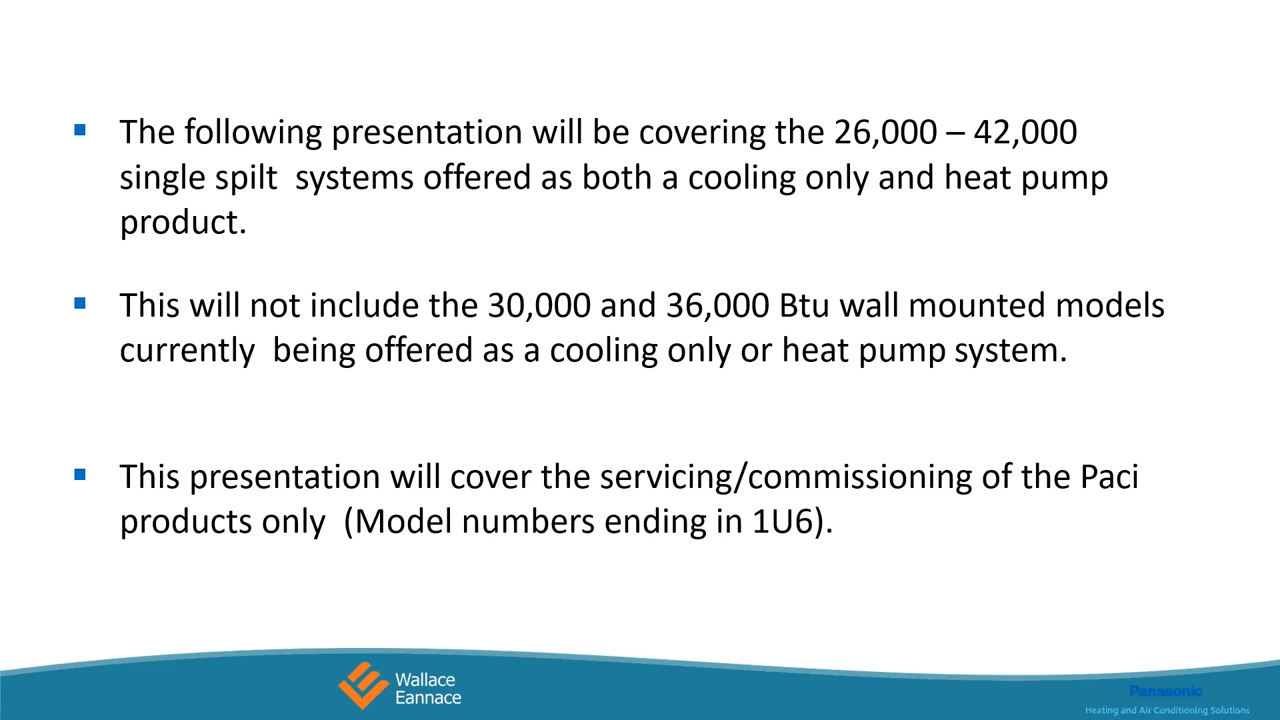 The following presentation will be covering the 26,000 – 42,000
single spilt  systems offered as both a cooling only and heat pump
product.
This will not include the 30,000 and 36,000 Btu wall mounted models
currently  being offered as a cooling only or heat pump system.
This presentation will cover the servicing/commissioning of the Paci
products only  (Model numbers ending in 1U6).
Wallace
Eannace
Panasonic
Heating and Air Conditioning Solutions